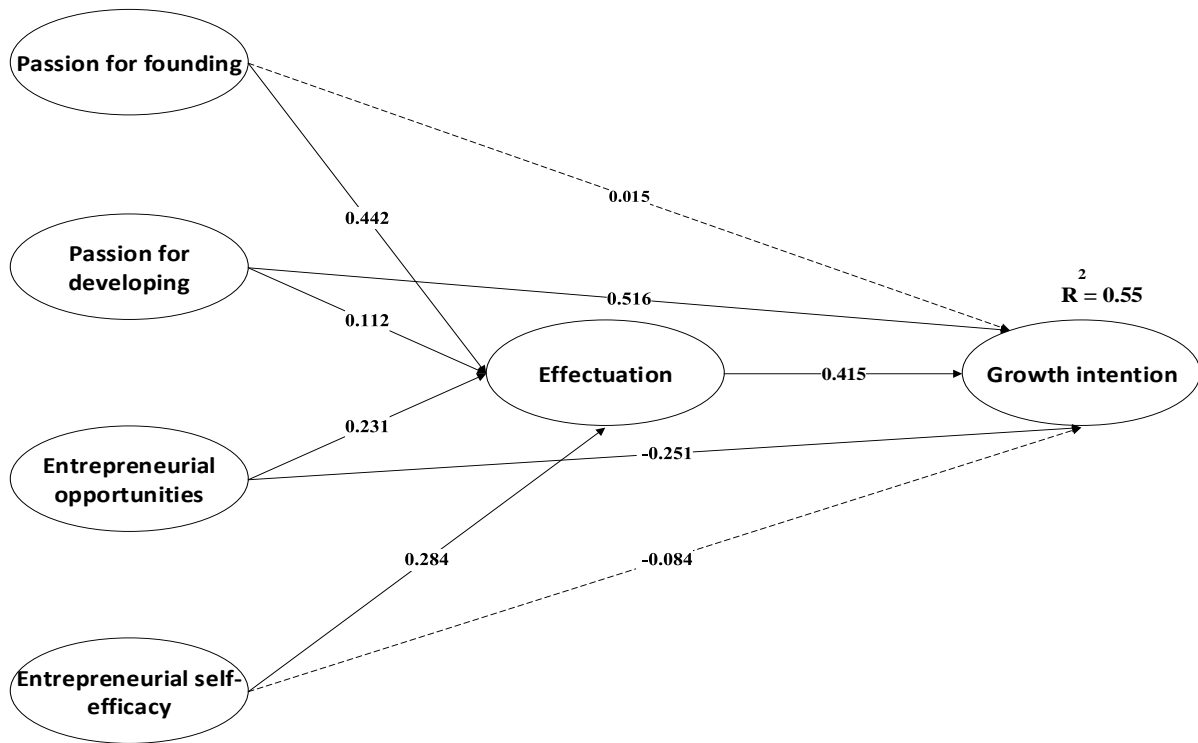 Passion for founding
0.015
0.442
Passion for
developing
0.516
2
R = 0.55
0.112
Effectuation
0.415
Growth intention
0.231
-0.251
Entrepreneurial
opportunities
0.284
-0.084
Entrepreneurial self-
efficacy